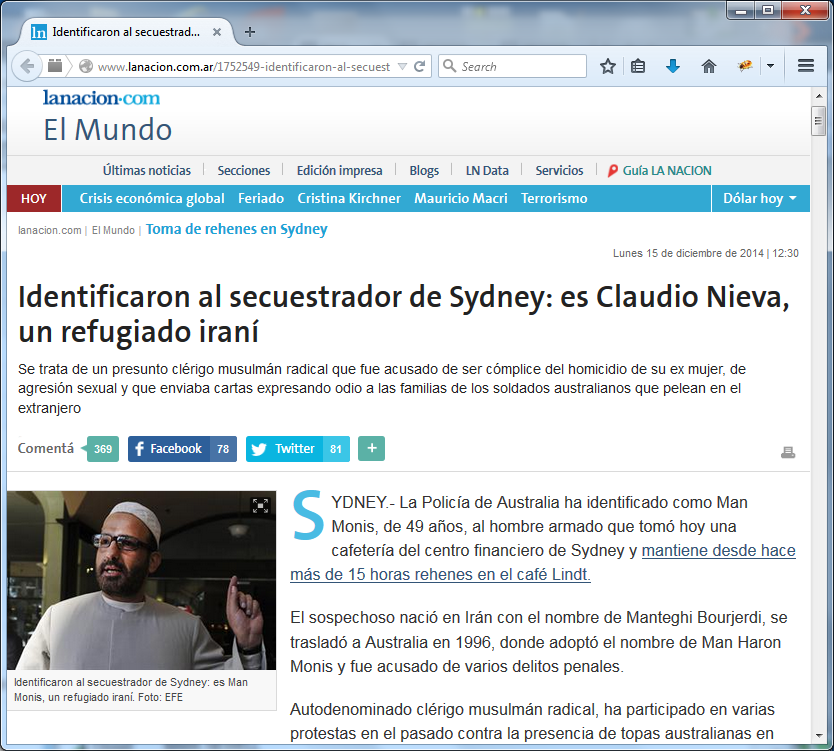 Identificaron al secuestrad...
www.lanacion.com.ar/1752549-identificaron-al-secuest
Search
lanacion.com
El Mundo
Últimas noticias Secciones Edición impresa Blogs LN Data Servicios Guía LA NACION
HOY Crisis económica global Feriado Cristina Kirchner Mauricio Macri Terrorismo Dólar hoy
lanacion.com | El Mundo | Toma de rehenes en Sydney
Lunes 15 de diciembre de 2014 | 12:30
Identificaron al secuestrador de Sydney: es Claudio Nieva,
un refugiado iraní
Se trata de un presunto clérigo musulmán radical que fue acusado de ser cómplice del homicidio de su ex mujer, de
agresión sexual y que enviaba cartas expresando odio a las familias de los soldados australianos que pelean en el
extranjero
Comentá 369 Facebook 78 Twitter 81 +
SYDNEY.- La Policía de Australia ha identificado como Man
Monis, de 49 años, al hombre armado que tomó hoy una
cafetería del centro financiero de Sydney y mantiene desde hace
más de 15 horas rehenes en el café Lindt.
El sospechoso nació en Irán con el nombre de Manteghi Bourjerdi, se
trasladó a Australia en 1996, donde adoptó el nombre de Man Haron
Monis y fue acusado de varios delitos penales.
Autodenominado clérigo musulmán radical, ha participado en varias
protestas en el pasado contra la presencia de topas australianas en
Identificaron al secuestrador de Sydney: es Man
Monis, un refugiado iraní. Foto: EFE